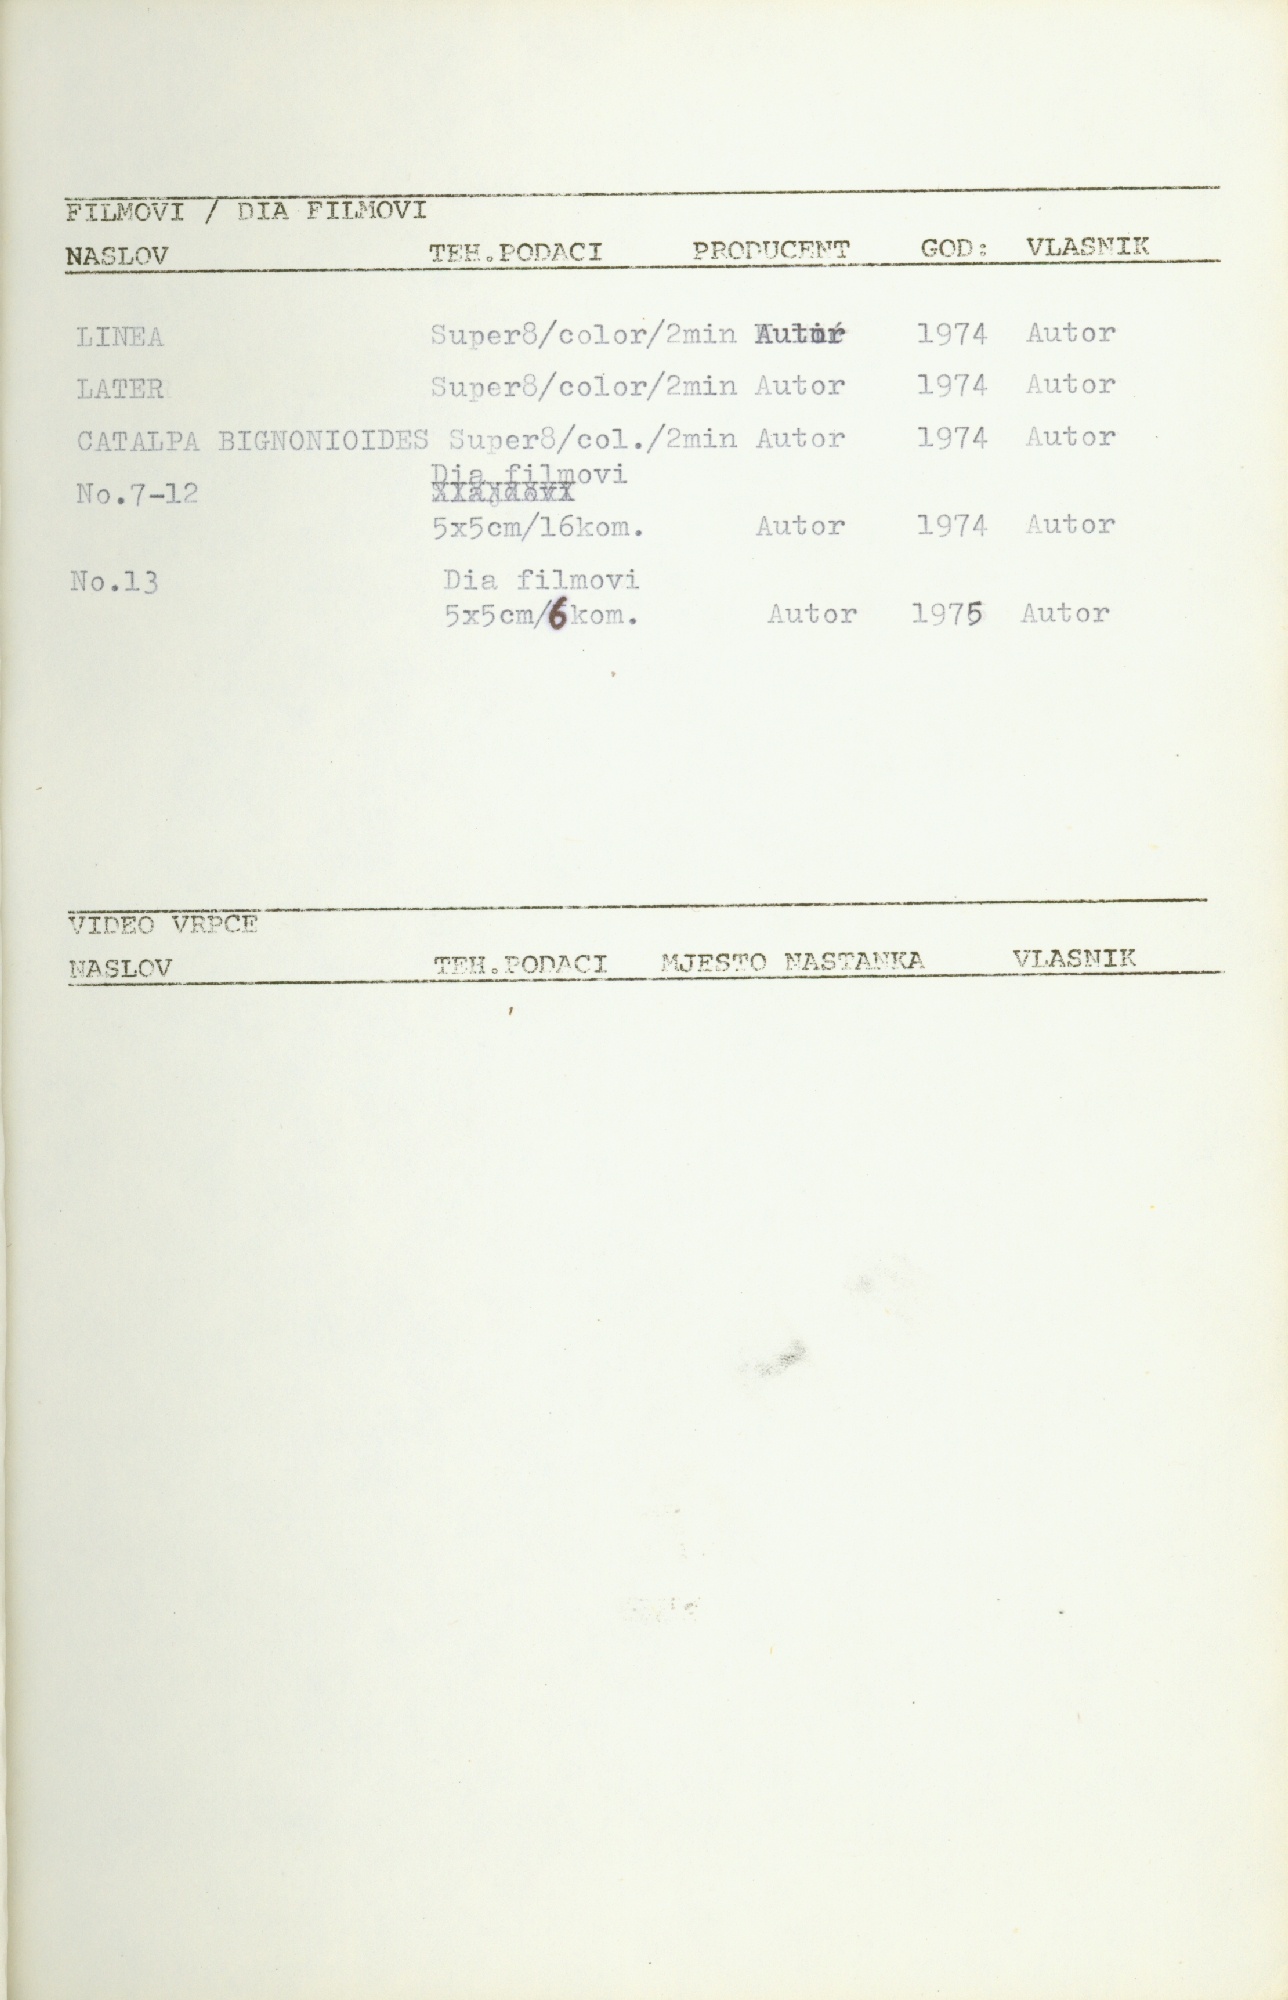 FILMOVI / DIA FILMOVI
NASLOV TEH.PODACI PRODUCENT GOD: VLASNIK
LINEA Super8/color/2min Autor 1974 Autor
LATER Super8/color/2min Autor 1974 Autor
CATALPA BIGNONIOIDES Super8/col./2min Autor 1974 Autor
Dia filmovi
No.7-12
5x5cm/16kom. Autor 1974 Autor
No.13 Dia filmovi
5x5cm/6kom. Autor 1975 Autor
VIDEO VRPCE
NASLOV TEH.PODACI MJESTO NASTANKA VLASNIK